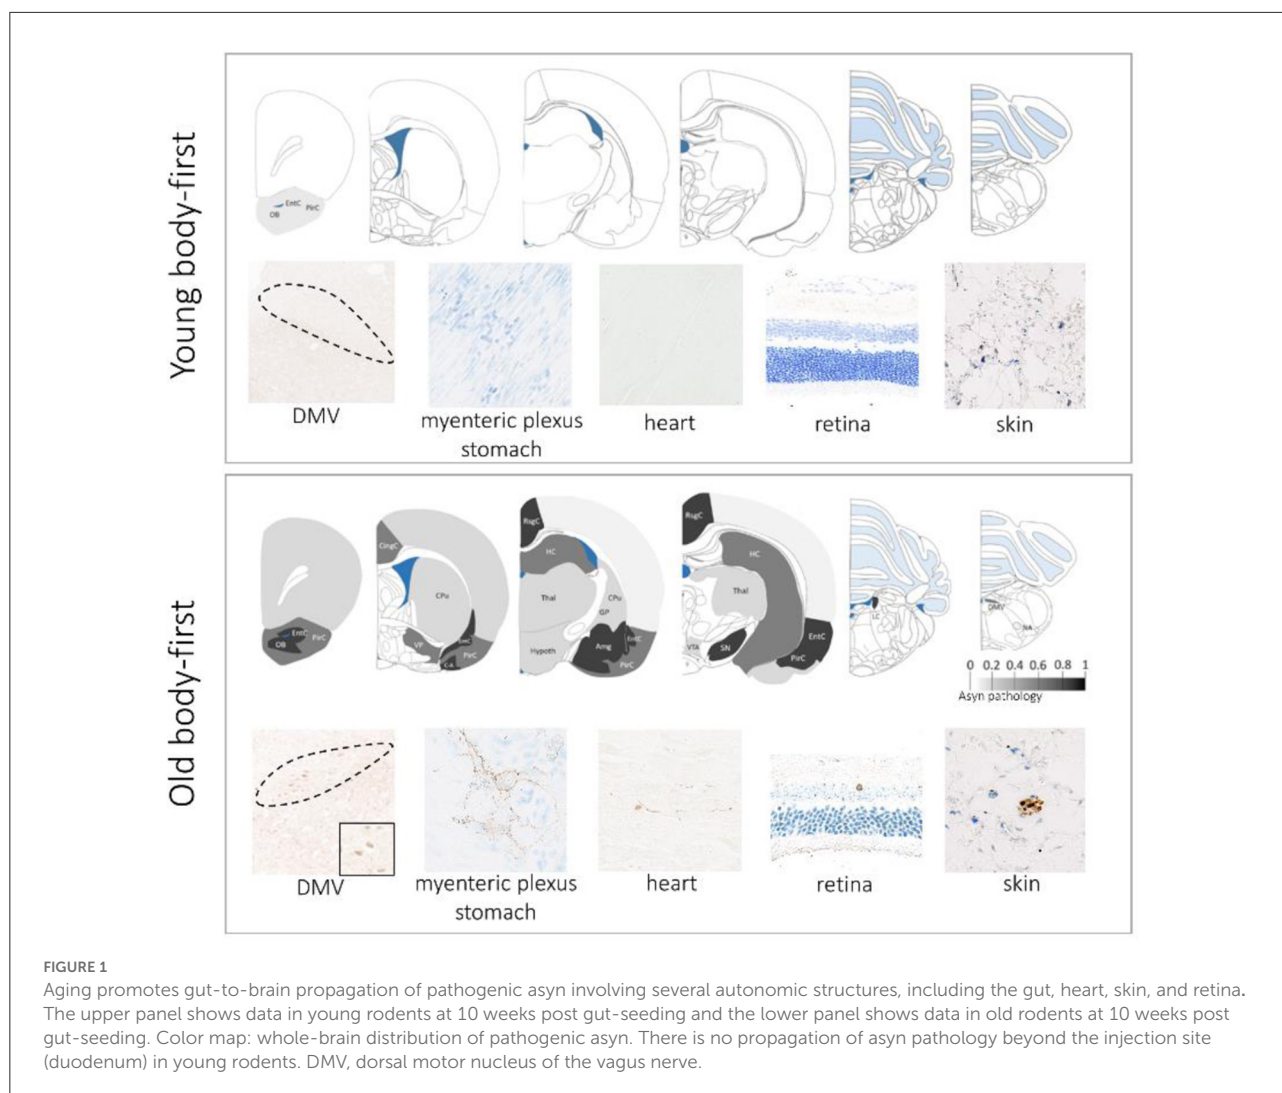 Young body-first
OB
EntC
PirC
DMV
myenteric plexus
stomach
heart
retina
skin
Old body-first
OB
EntC
PirC
CingC
CPu
VP
PirC
RsgC
HC
Thal
CPu
GP
Hypoth
Amg
EntC
PirC
RsgC
HC
Thal
VTA
SN
EntC
PirC
LC
DMV
NA
0 0.2 0.4 0.6 0.8 1
Asyn pathology
DMV
myenteric plexus
stomach
heart
retina
skin
FIGURE 1
Aging promotes gut-to-brain propagation of pathogenic asyn involving several autonomic structures, including the gut, heart, skin, and retina.
The upper panel shows data in young rodents at 10 weeks post gut-seeding and the lower panel shows data in old rodents at 10 weeks post
gut-seeding. Color map: whole-brain distribution of pathogenic asyn. There is no propagation of asyn pathology beyond the injection site
(duodenum) in young rodents. DMV, dorsal motor nucleus of the vagus nerve.